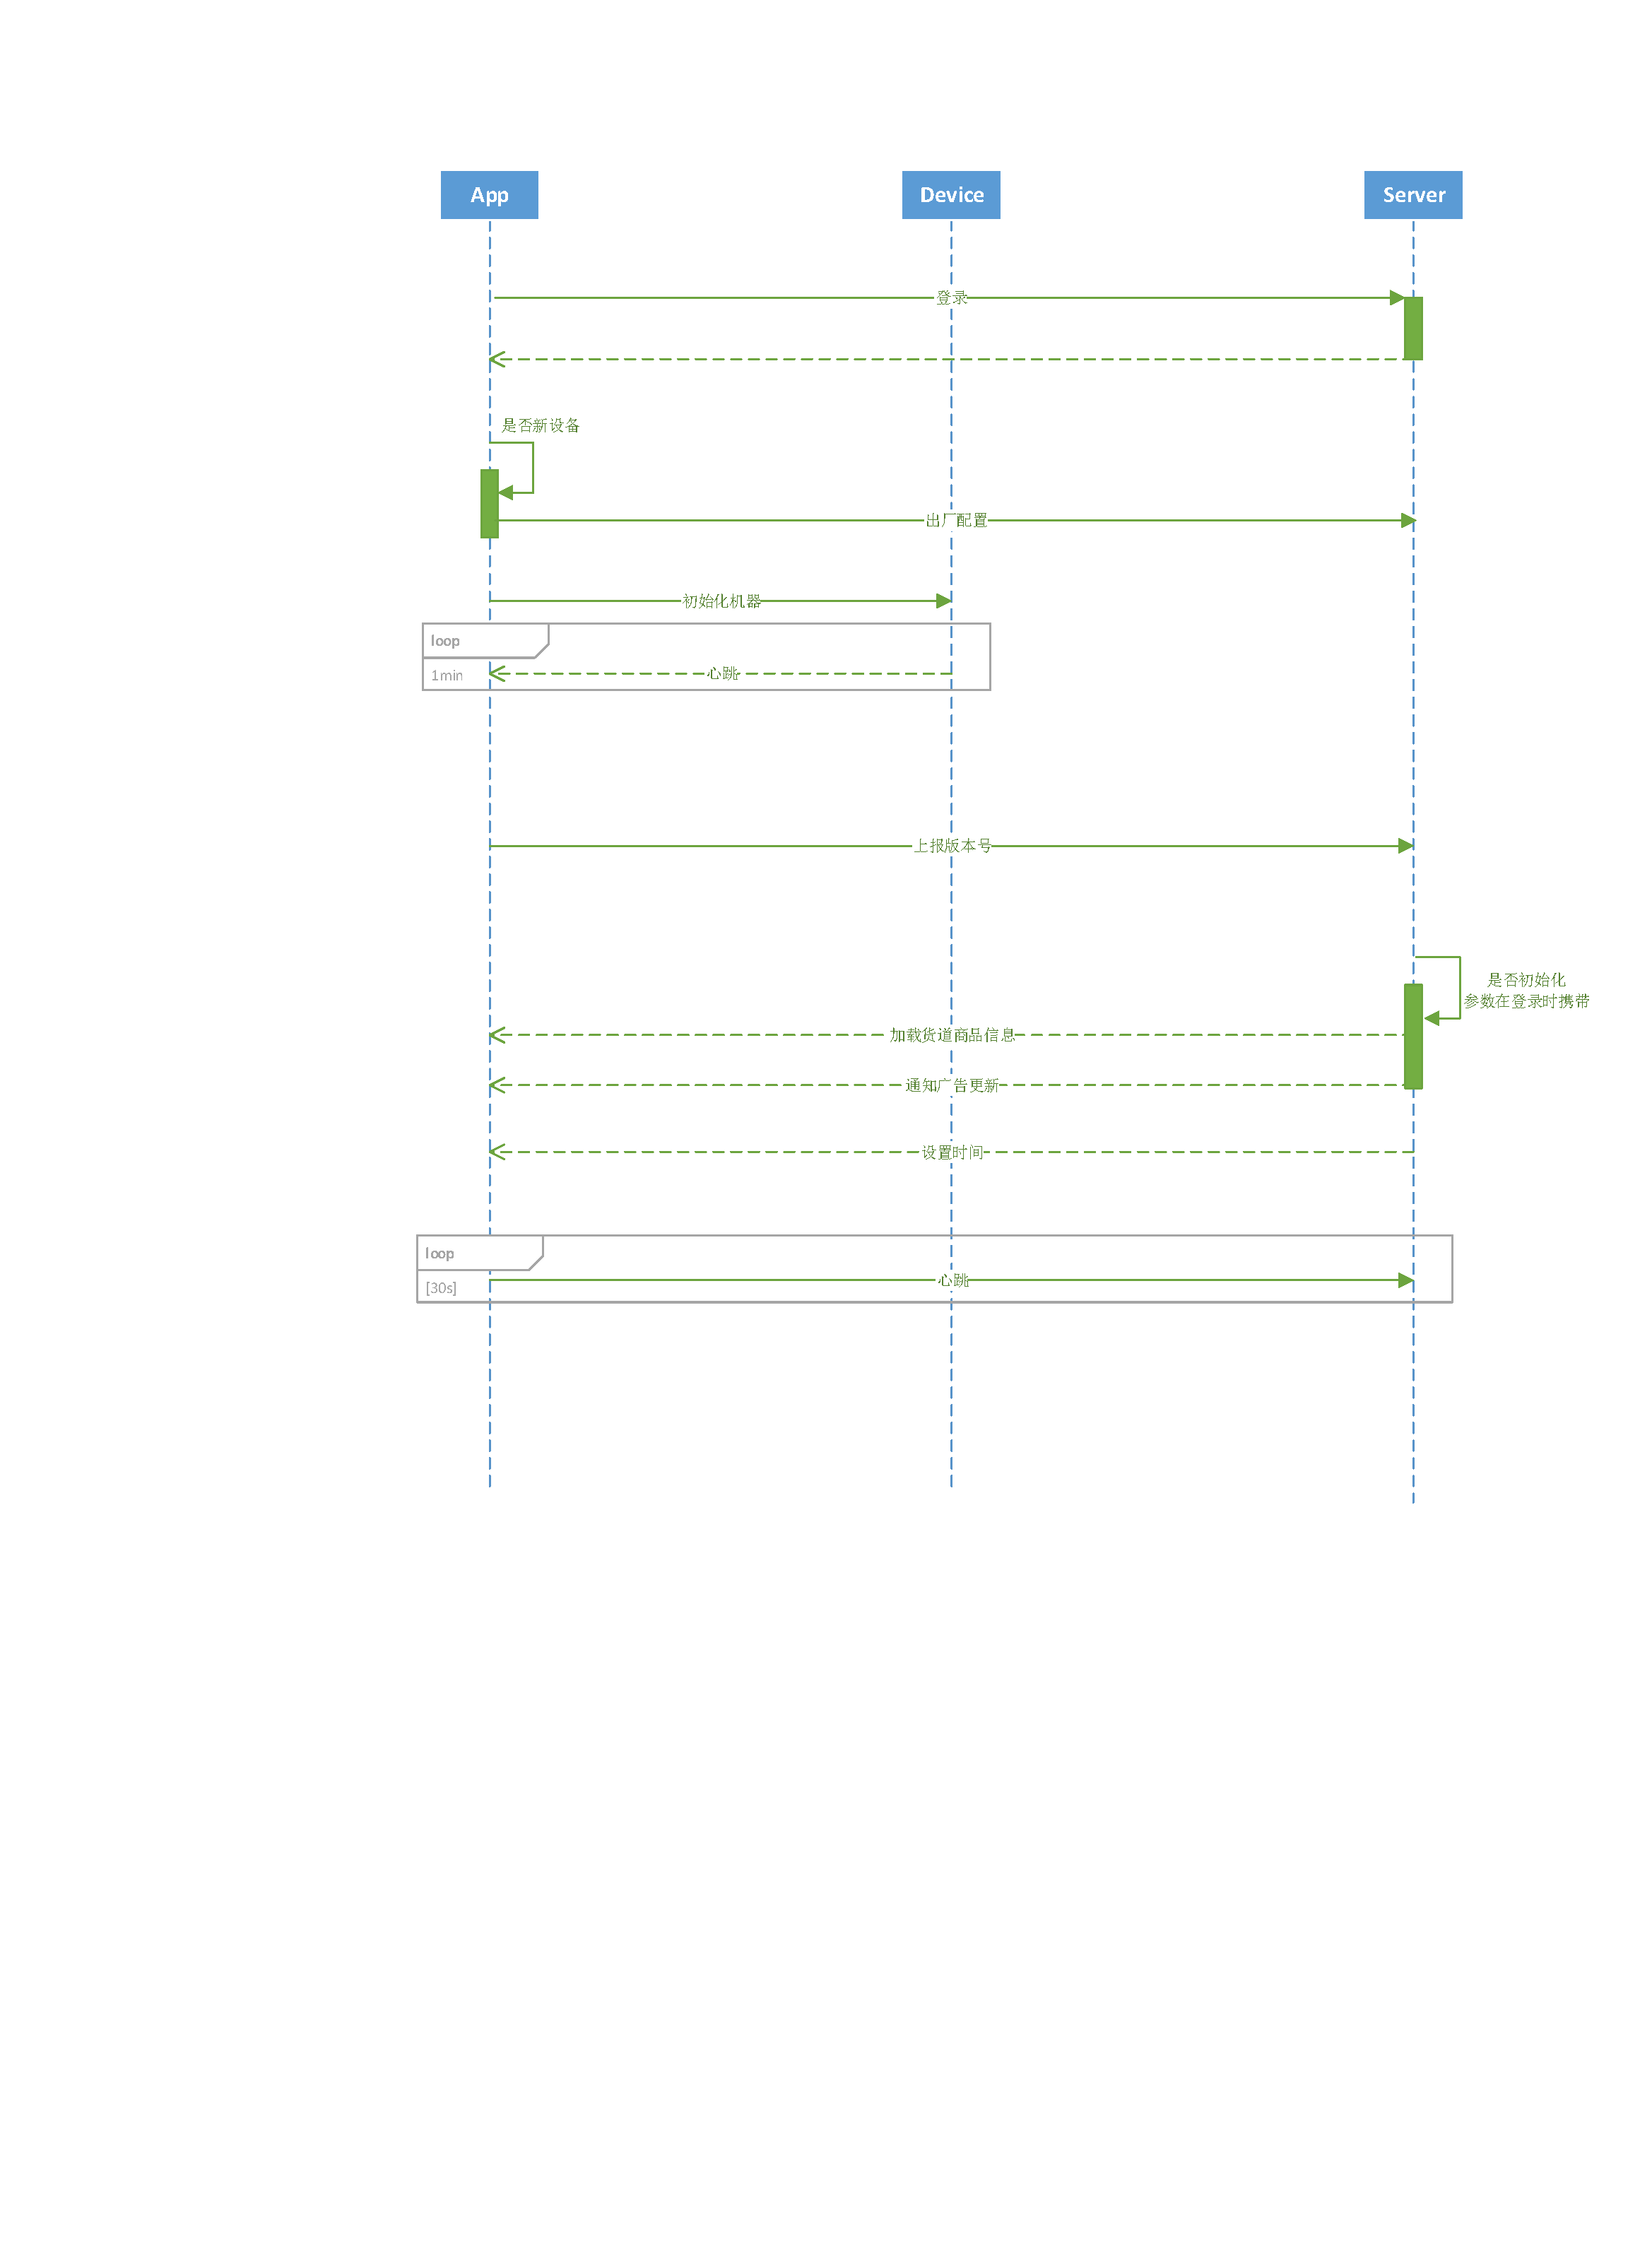 App
Device
Server
登录
是否新设备
出厂配置
初始化机器
loop
1min
心跳
上报版本号
是否初始化
参数在登录时携带
加载货道商品信息
通知广告更新
设置时间
loop
[30s]
心跳